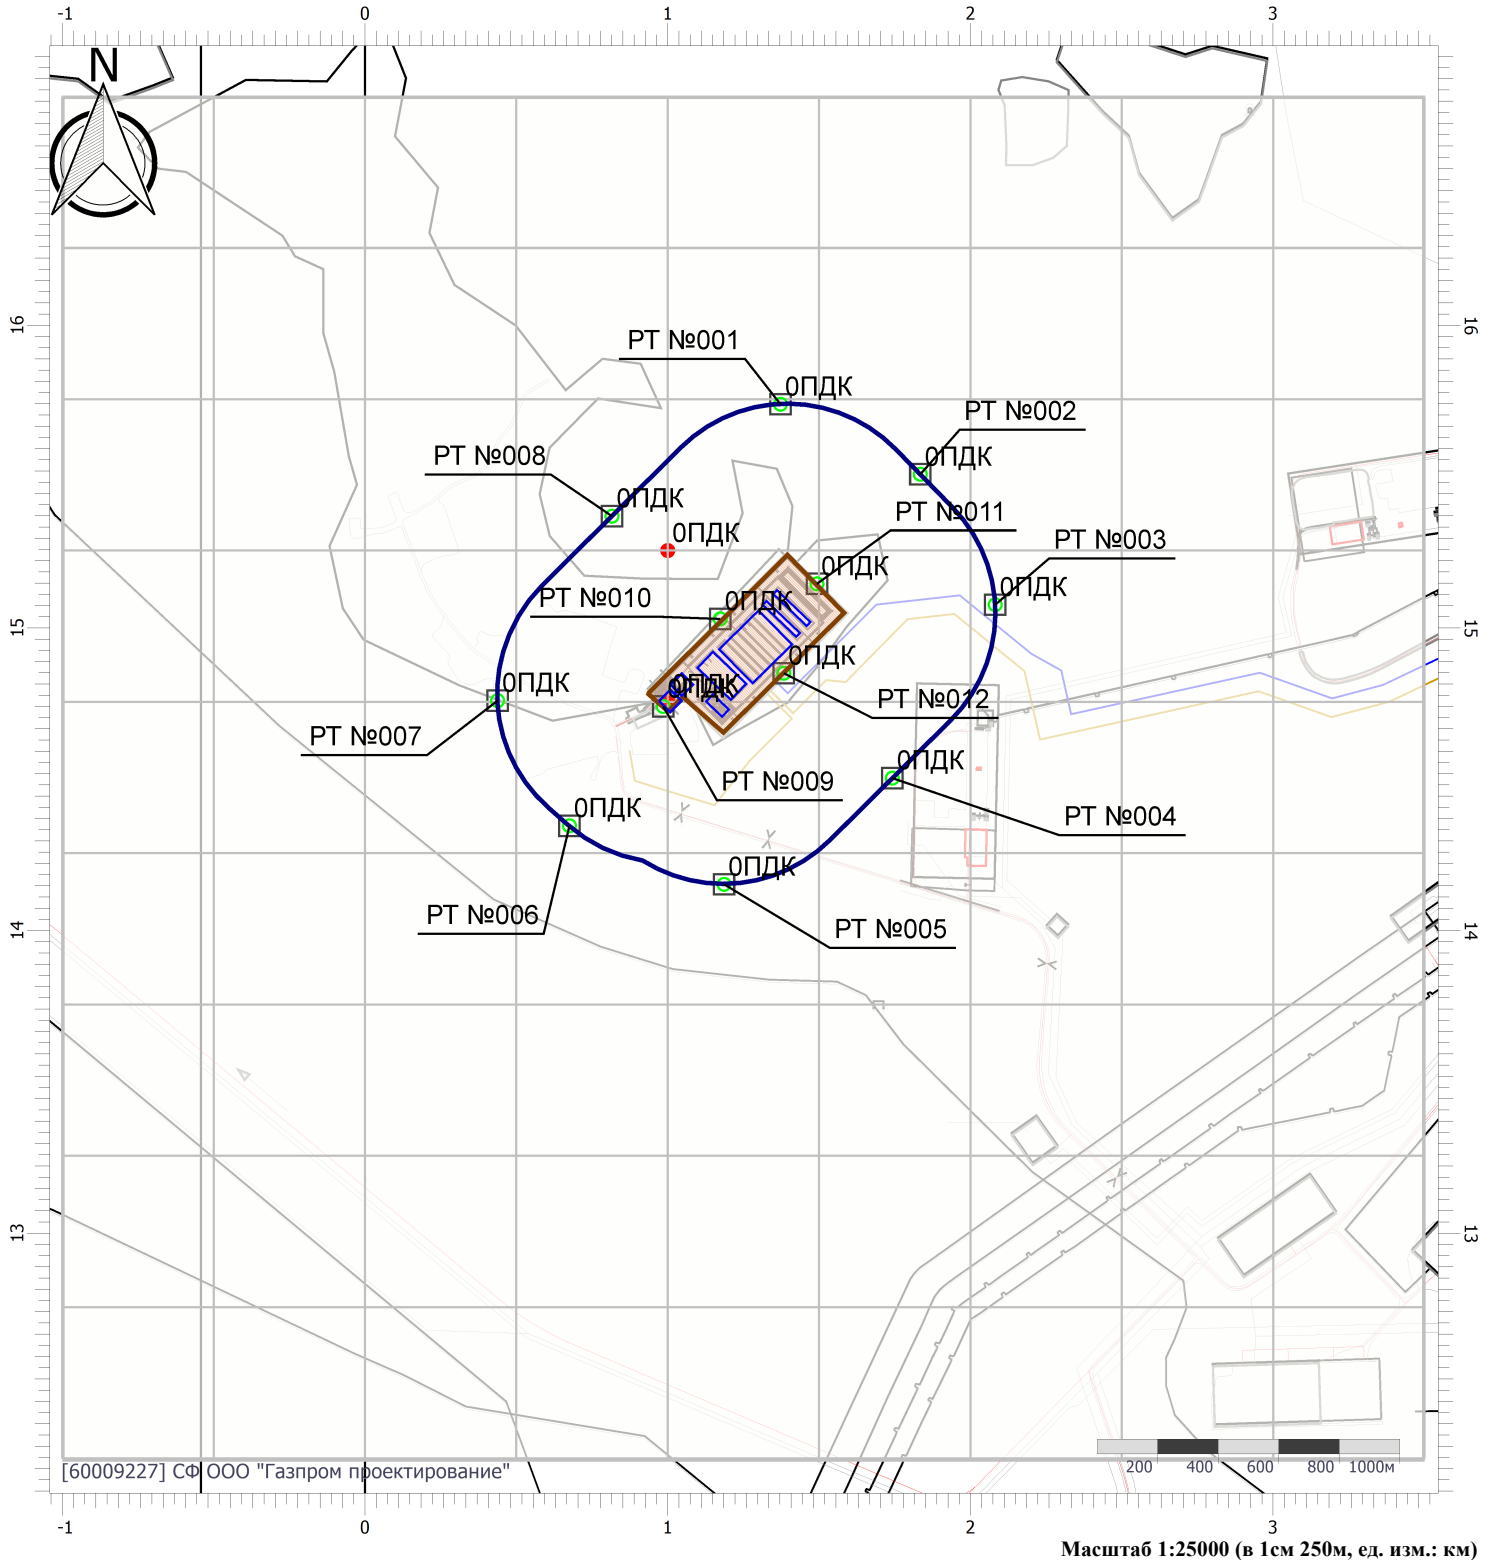 -1 0 1 2 3
N
16 16
РТ №001
0ПДК
РТ №002
0ПДК
РТ №008
0ПДК
РТ №011
0ПДК
РТ №003
0ПДК
РТ №010
0ПДК
0ПДК
0ПДК
15 15
0ПДК
0ПДК
0ПДК
0ПДК
РТ №012
РТ №007
0ПДК
РТ №009
0ПДК
РТ №004
0ПДК
РТ №006
РТ №005
14 14
13 13
200 400 600 800 1000м
[60009227] СФ ООО "Газпром проектирование"
-1 0 1 2 3
Масштаб 1:25000 (в 1см 250м, ед. изм.: км)